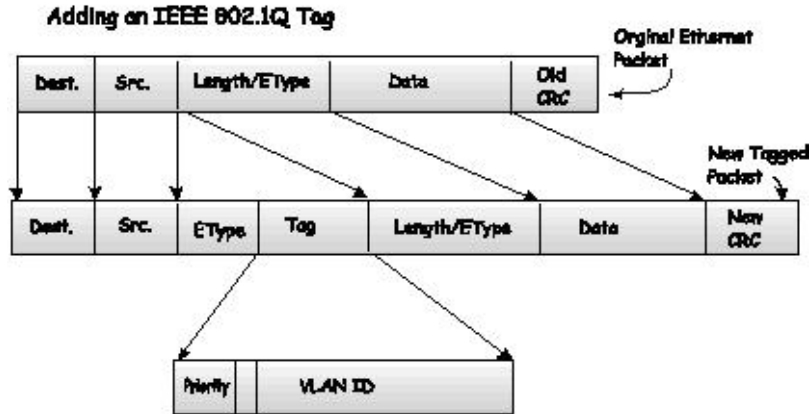 Adding an IEEE 802.1Q Tag
Orginal Ethernet
Packet
Dest. Src. Length/EType Data Old
CRC
New Tagged
Packet
Dest. Src. EType Tag Length/EType Data New
CRC
Priority VLAN ID